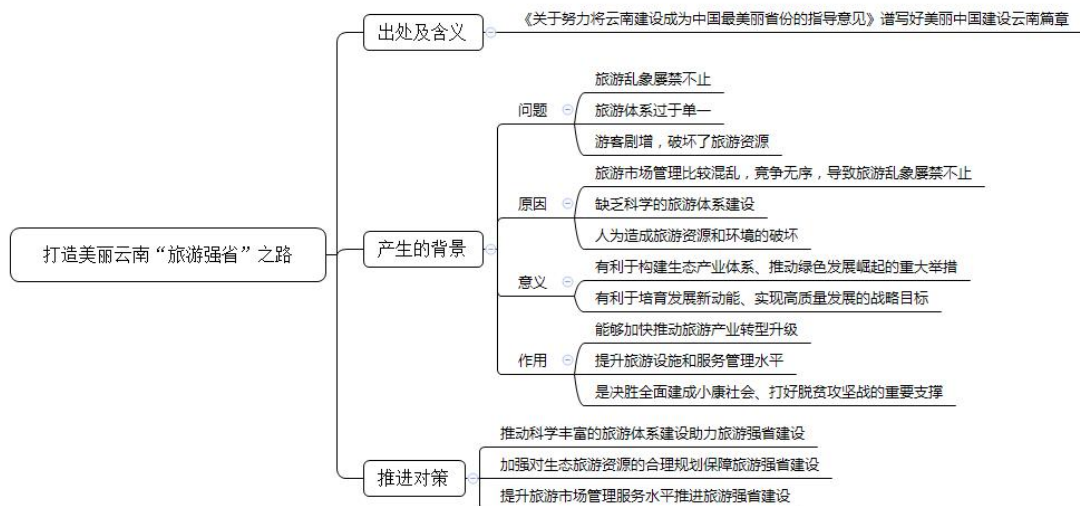 打造美丽云南“旅游强省”之路
出处及含义
《关于努力将云南建设成为中国最美丽省份的指导意见》谱写好美丽中国建设云南篇章
产生的背景
问题
旅游乱象屡禁不止
旅游体系过于单一
游客剧增，破坏了旅游资源
原因
旅游市场管理比较混乱，竞争无序，导致旅游乱象屡禁不止
缺乏科学的旅游体系建设
人为造成旅游资源和环境的破坏
意义
有利于构建生态产业体系、推动绿色发展崛起的重大举措
有利于培育发展新动能、实现高质量发展的战略目标
作用
能够加快推动旅游产业转型升级
提升旅游设施和服务管理水平
是决胜全面建成小康社会、打好脱贫攻坚战的重要支撑
推进对策
推动科学丰富的旅游体系建设助力旅游强省建设
加强对生态旅游资源的合理规划保障旅游强省建设
提升旅游市场管理服务水平推进旅游强省建设